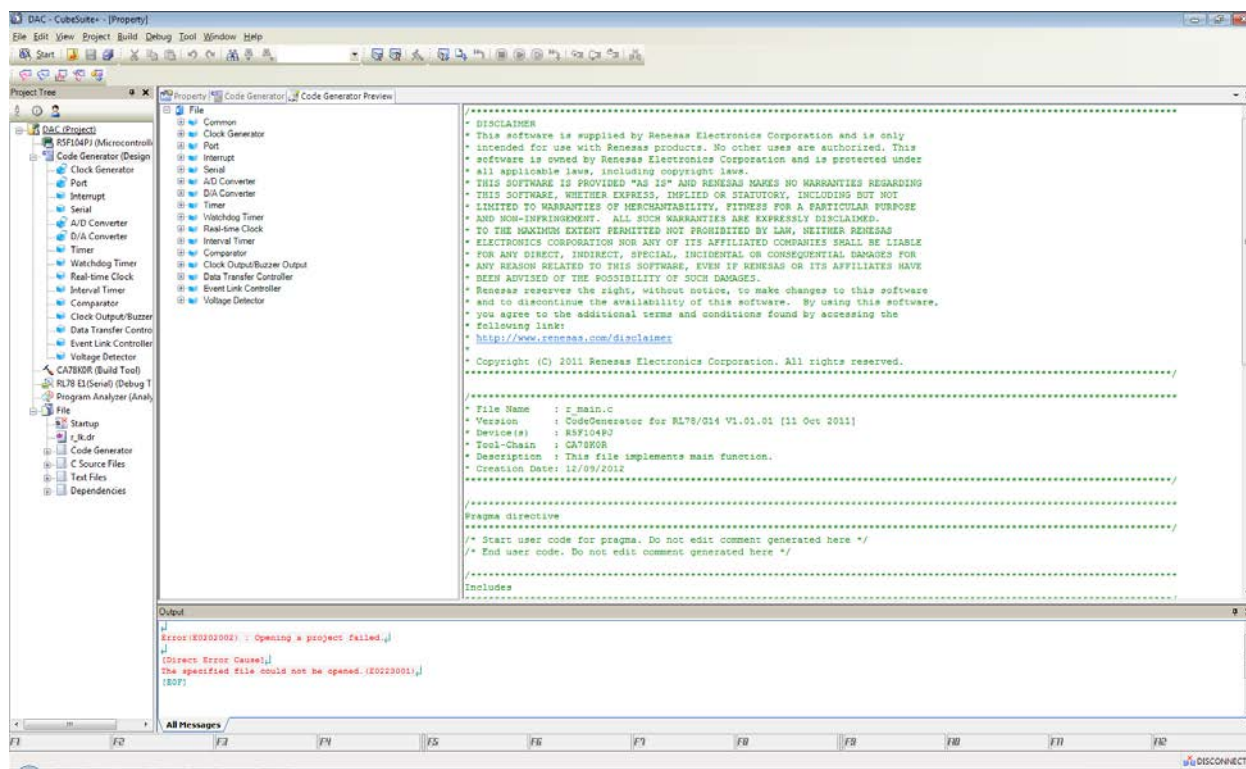 DAC - CubeSuite+ - [Property]
File Edit View Project Build Debug Tool Window Help
Start
Project Tree
Property
Code Generator
Code Generator Preview
DAC (Project)
R5F104PJ (Microcontroll
Code Generator (Design
Clock Generator
Port
Interrupt
Serial
A/D Converter
D/A Converter
Timer
Watchdog Timer
Real-time Clock
Interval Timer
Comparator
Clock Output/Buzzer
Data Transfer Contro
Event Link Controller
Voltage Detector
CA78K0R (Build Tool)
RL78 E1(Serial) (Debug T
Program Analyzer (Analy
File
Startup
r_lk.dr
Code Generator
C Source Files
Text Files
Dependencies
File
Common
Clock Generator
Port
Interrupt
Serial
A/D Converter
D/A Converter
Timer
Watchdog Timer
Real-time Clock
Interval Timer
Comparator
Clock Output/Buzzer Output
Data Transfer Controller
Event Link Controller
Voltage Detector
* DISCLAIMER
* This software is supplied by Renesas Electronics Corporation and is only
* intended for use with Renesas products. No other uses are authorized. This
* software is owned by Renesas Electronics Corporation and is protected under
* all applicable laws, including copyright laws.
* THIS SOFTWARE IS PROVIDED "AS IS" AND RENESAS MAKES NO WARRANTIES REGARDING
* THIS SOFTWARE, WHETHER EXPRESS, IMPLIED OR STATUTORY, INCLUDING BUT NOT
* LIMITED TO WARRANTIES OF MERCHANTABILITY, FITNESS FOR A PARTICULAR PURPOSE
* AND NON-INFRINGEMENT. ALL SUCH WARRANTIES ARE EXPRESSLY DISCLAIMED.
* TO THE MAXIMUM EXTENT PERMITTED NOT PROHIBITED BY LAW, NEITHER RENESAS
* ELECTRONICS CORPORATION NOR ANY OF ITS AFFILIATED COMPANIES SHALL BE LIABLE
* FOR ANY DIRECT, INDIRECT, SPECIAL, INCIDENTAL OR CONSEQUENTIAL DAMAGES FOR
* ANY REASON RELATED TO THIS SOFTWARE, EVEN IF RENESAS OR ITS AFFILIATES HAVE
* BEEN ADVISED OF THE POSSIBILITY OF SUCH DAMAGES.
* Renesas reserves the right, without notice, to make changes to this software
* and to discontinue the availability of this software. By using this software,
* you agree to the additional terms and conditions found by accessing the
* following link:
* http://www.renesas.com/disclaimer
*
* Copyright (C) 2011 Renesas Electronics Corporation. All rights reserved.
* File Name : r_main.c
* Version : CodeGenerator for RL78/G14 V1.01.01 [11 Oct 2011]
* Device(s) : R5F104PJ
* Tool-Chain : CA78K0R
* Description : This file implements main function.
* Creation Date: 12/09/2012
Pragma directive
/* Start user code for pragma. Do not edit comment generated here */
/* End user code. Do not edit comment generated here */
Includes
Output
Error(E0202002) : Opening a project failed.
[Direct Error Cause]
The specified file could not be opened.(E0223001)
[EOF]
All Messages
F1 F2 F3 F4 F5 F6 F7 F8 F9 F10 F11 F12
DISCONNECT